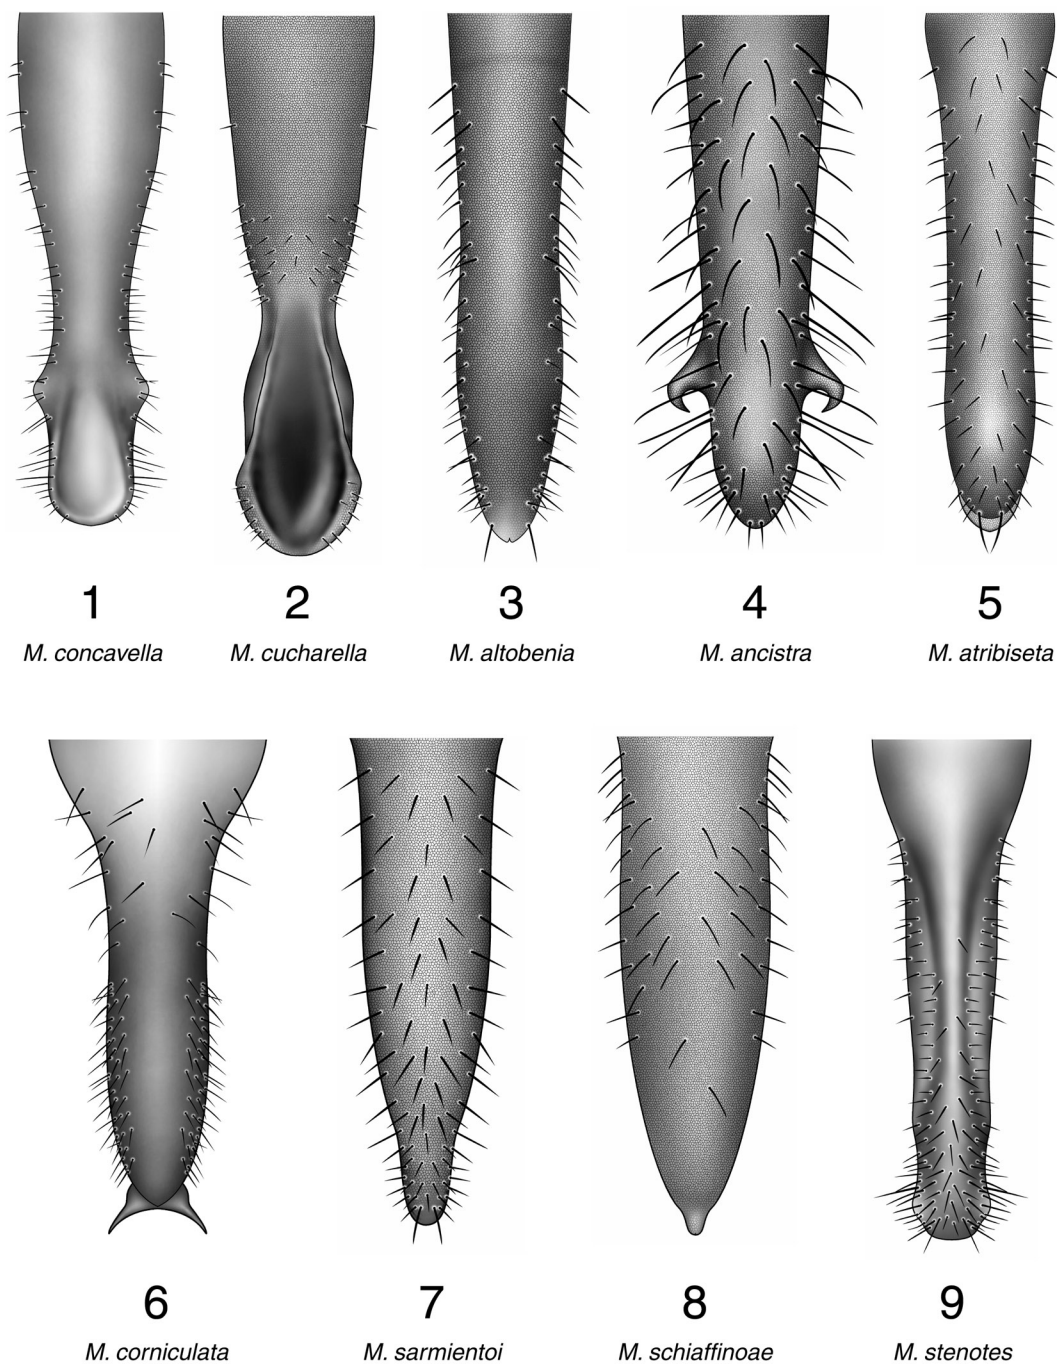 1 2 3 4 5
M. concavella M. cucharella M. altobenia M. ancistra M. atribiseta
6 7 8 9
M. corniculata M. sarmientoi M. schiaffinoae M. stenotes